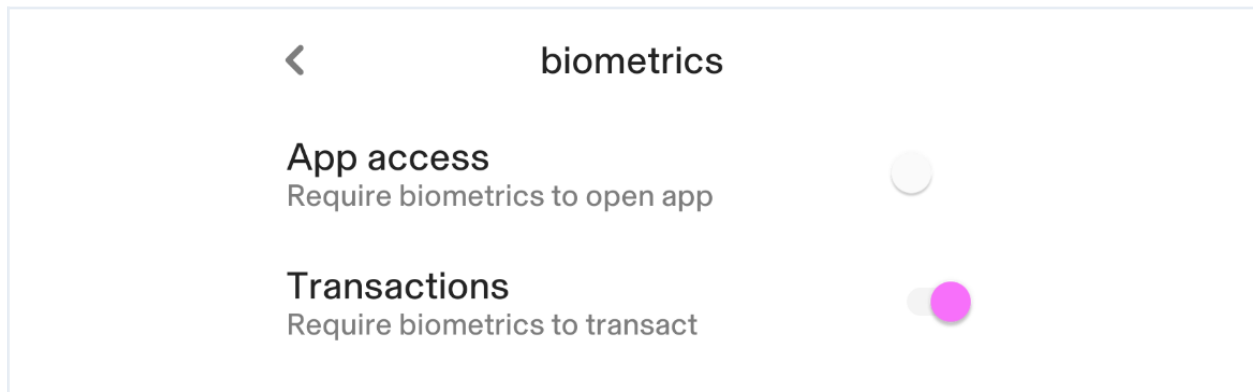 biometrics
App access
Require biometrics to open app
Transactions
Require biometrics to transact